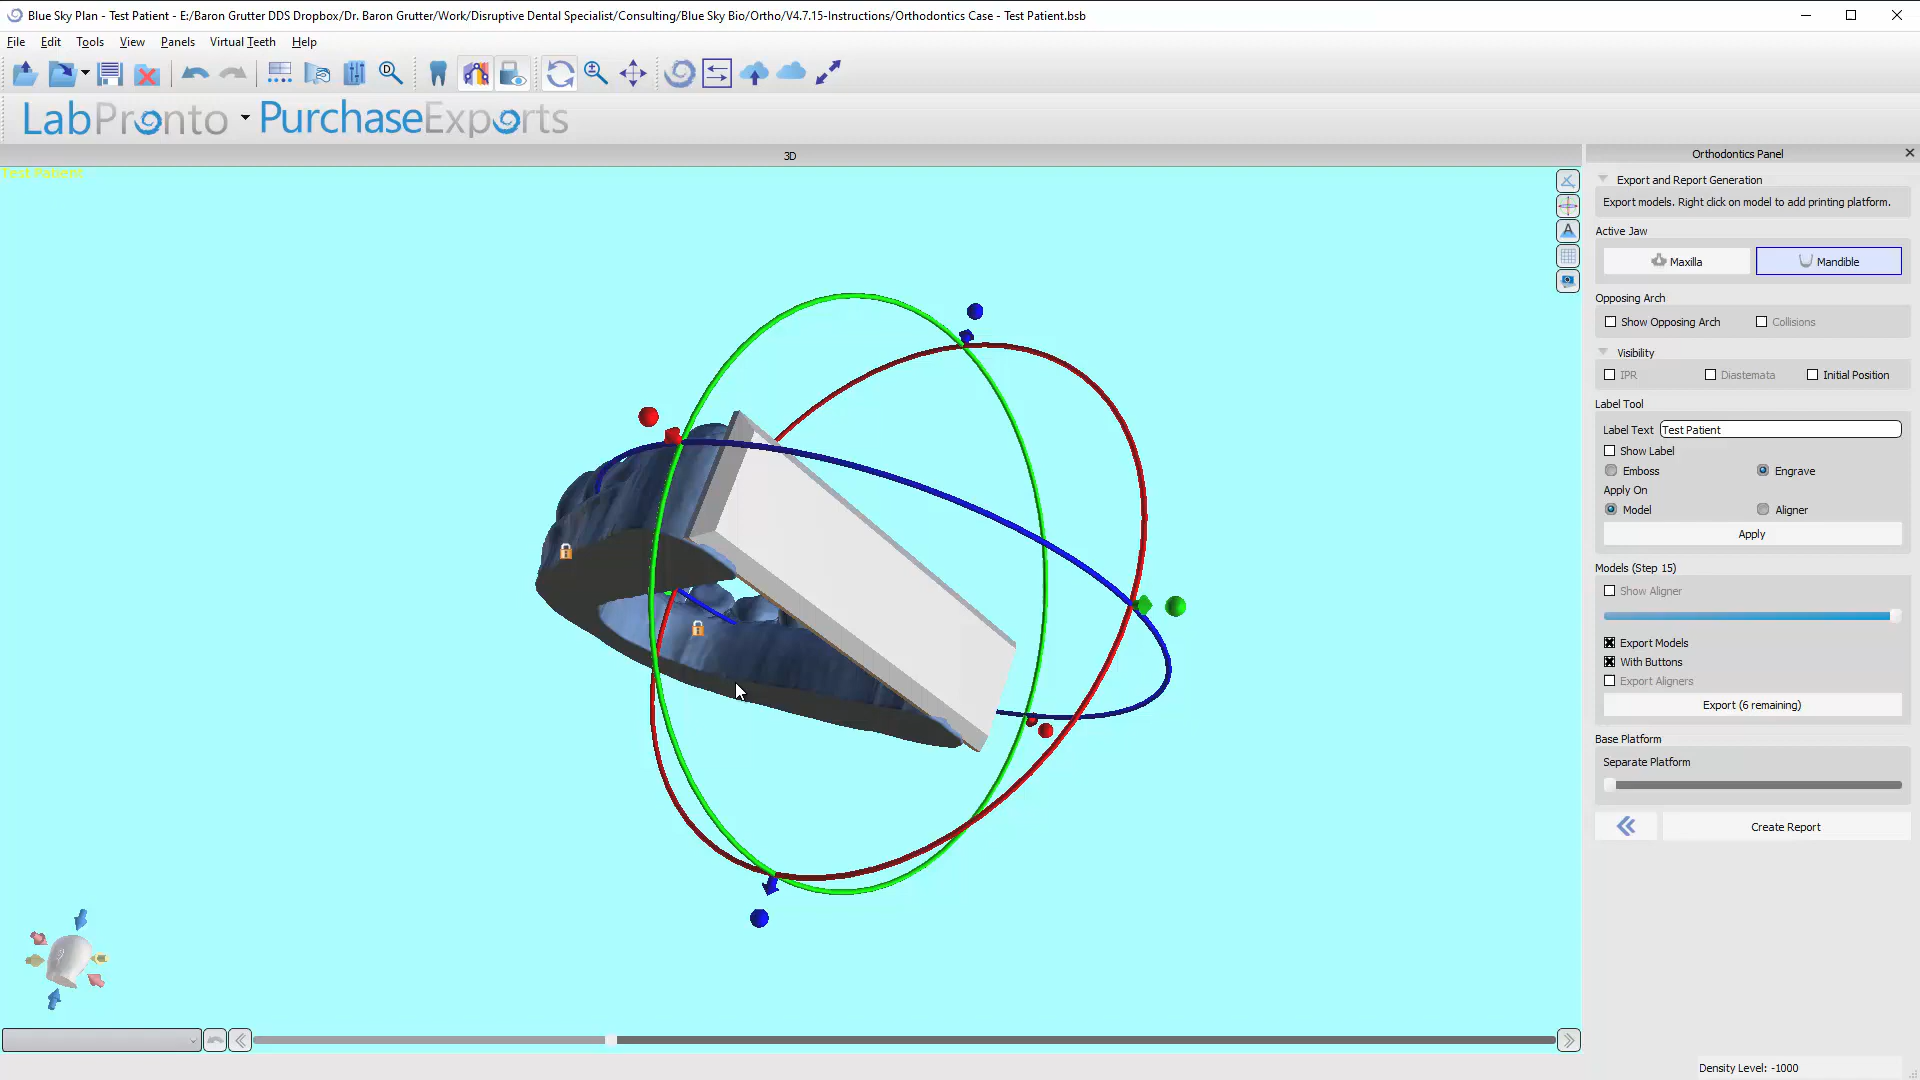 Blue Sky Plan - Test Patient - E:/Baron Grutter DDS Dropbox/Dr. Baron Grutter/Work/Disruptive Dental Specialist/Consulting/Blue Sky Bio/Ortho/V4.7.15-Instructions/Orthodontics Case - Test Patient.bsb
File Edit Tools View Panels Virtual Teeth Help
LabPronto PurchaseExports
3D
Test Patient
Orthodontics Panel
Export and Report Generation
Export models. Right click on model to add printing platform.
Active Jaw
Maxilla Mandible
Opposing Arch
Show Opposing Arch Collisions
Visibility
IPR Diastemata Initial Position
Label Tool
Label Text Test Patient
Show Label
Emboss Engrave
Apply On
Model Aligner
Apply
Models (Step 15)
Show Aligner
Export Models
With Buttons
Export Aligners
Export (6 remaining)
Base Platform
Separate Platform
Create Report
Density Level: -1000